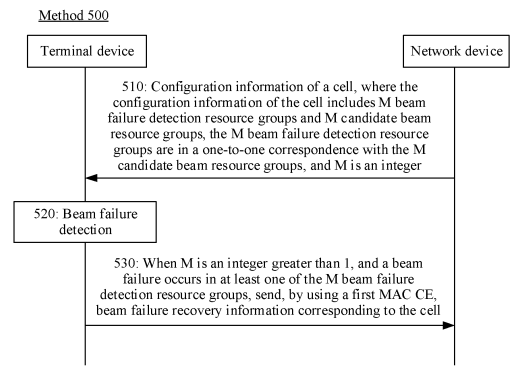 Method 500
Terminal device
Network device
510: Configuration information of a cell, where the
configuration information of the cell includes M beam
failure detection resource groups and M candidate beam
resource groups, the M beam failure detection resource
groups are in a one-to-one correspondence with the M
candidate beam resource groups, and M is an integer
520: Beam failure
detection
530: When M is an integer greater than 1, and a beam
failure occurs in at least one of the M beam failure
detection resource groups, send, by using a first MAC CE,
beam failure recovery information corresponding to the cell